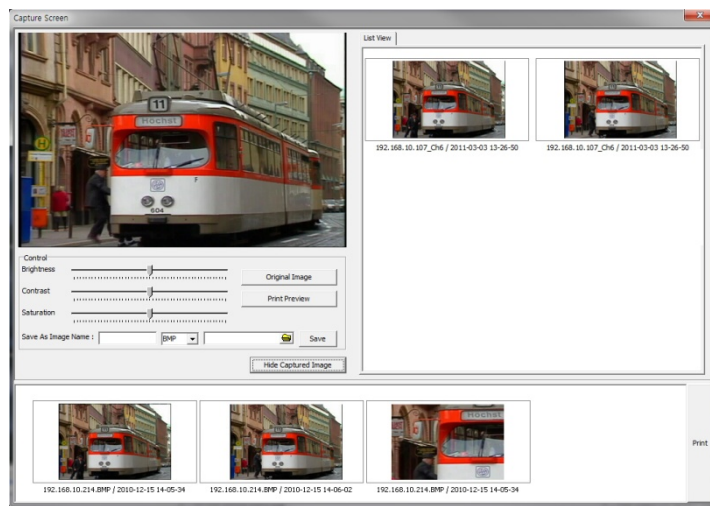 Capture Screen
List View
11
Höchst
604
H
192.168.10.107_Ch6 / 2011-03-03 13-26-50
192.168.10.107_Ch6 / 2011-03-03 13-26-50
Control
Brightness
Original Image
Contrast
Print Preview
Saturation
Save As Image Name :
BMP
Save
Hide Captured Image
Höchst
192.168.10.214.BMP / 2010-12-15 14-05-34
192.168.10.214.BMP / 2010-12-15 14-06-02
192.168.10.214.BMP / 2010-12-15 14-05-34
Print